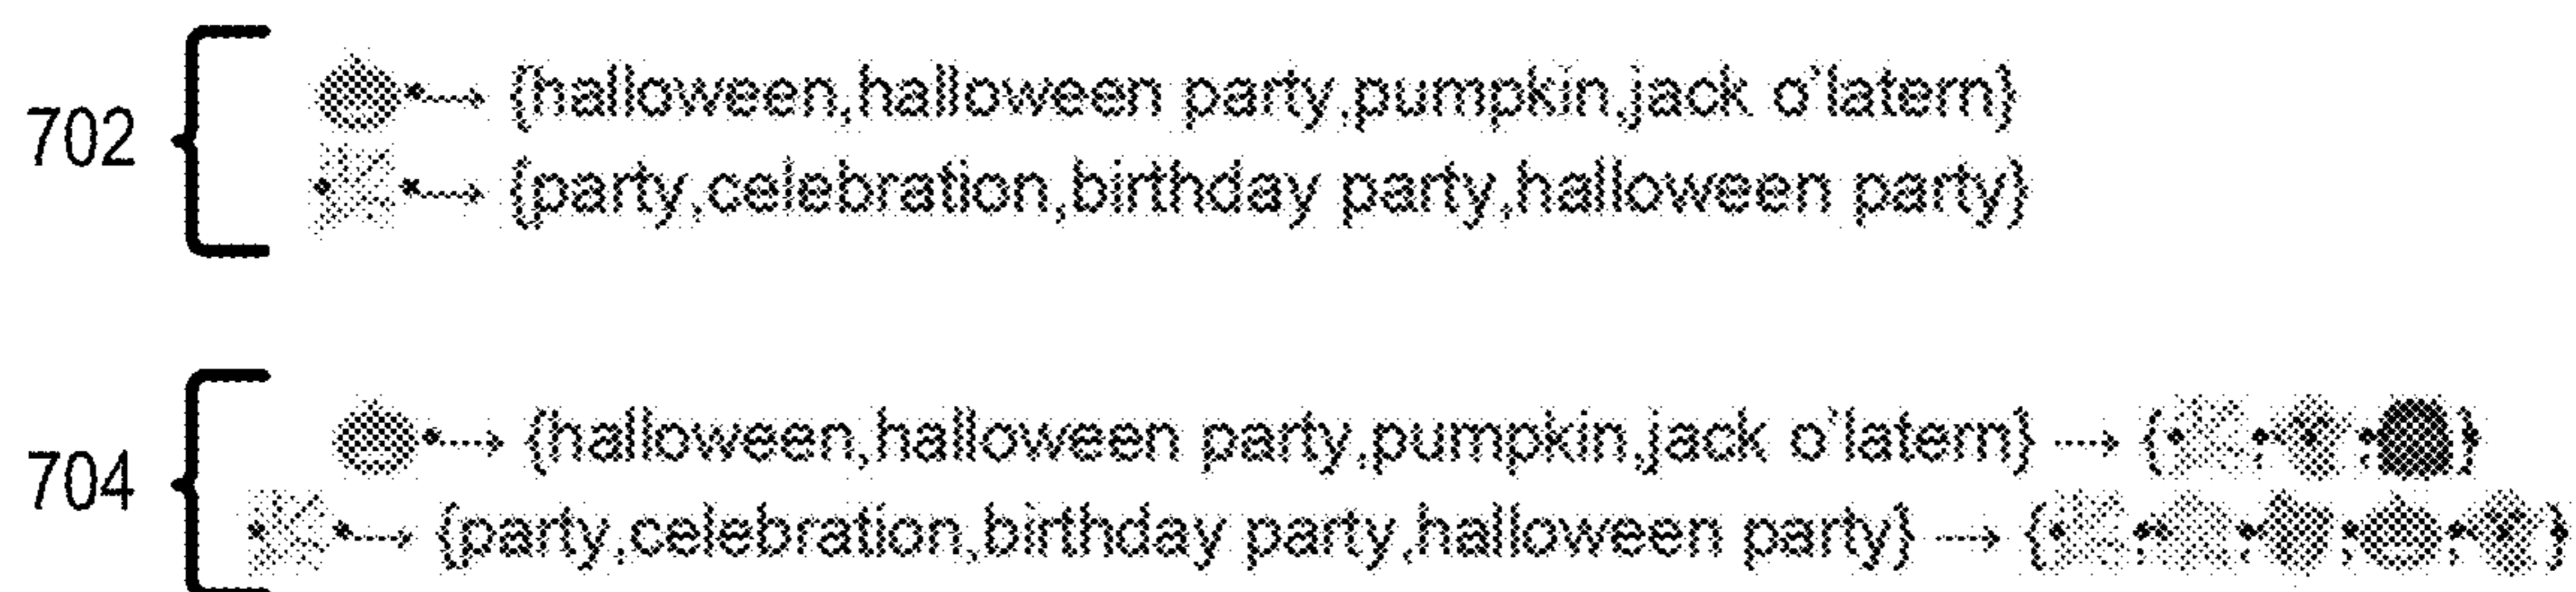 702
{halloween,halloween party,pumpkin,jack o'latern}
{party,celebration,birthday party,halloween party}
704
{halloween,halloween party,pumpkin,jack o'latern}
{party,celebration,birthday party,halloween party}